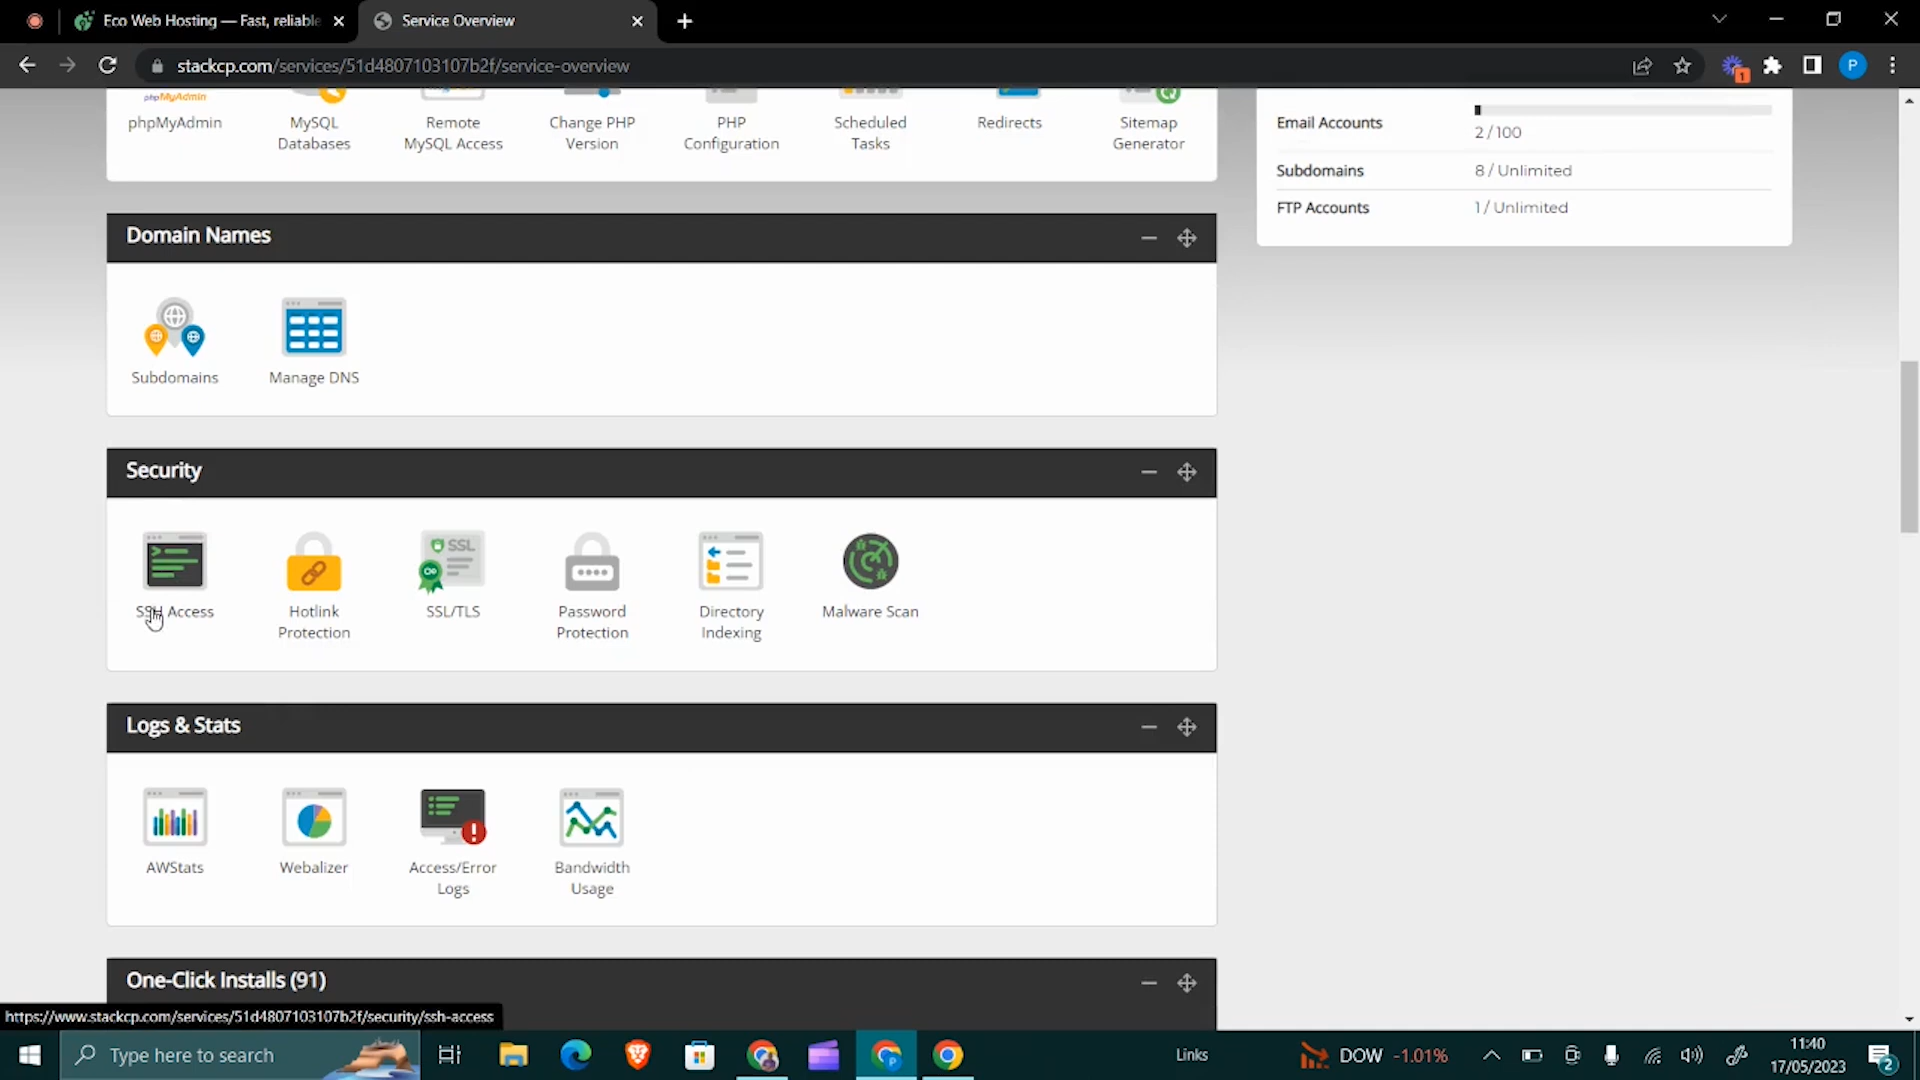 Eco Web Hosting — Fast, reliable
Service Overview
stackcp.com/services/51d4807103107b2f/service-overview
1
P
phpMyAdmin
phpMyAdmin
MySQL
Databases
Remote
MySQL Access
Change PHP
Version
PHP
Configuration
Scheduled
Tasks
Redirects
Sitemap
Generator
Email Accounts
2 / 100
Subdomains
8 / Unlimited
FTP Accounts
1 / Unlimited
Domain Names
Subdomains
Manage DNS
Security
SSL
SSH Access
Hotlink
Protection
SSL/TLS
Password
Protection
Directory
Indexing
Malware Scan
Logs & Stats
AWStats
Webalizer
Access/Error
Logs
Bandwidth
Usage
One-Click Installs (91)
https://www.stackcp.com/services/51d4807103107b2f/security/ssh-access
Type here to search
P
Links
DOW -1.01%
11:40
17/05/2023
2